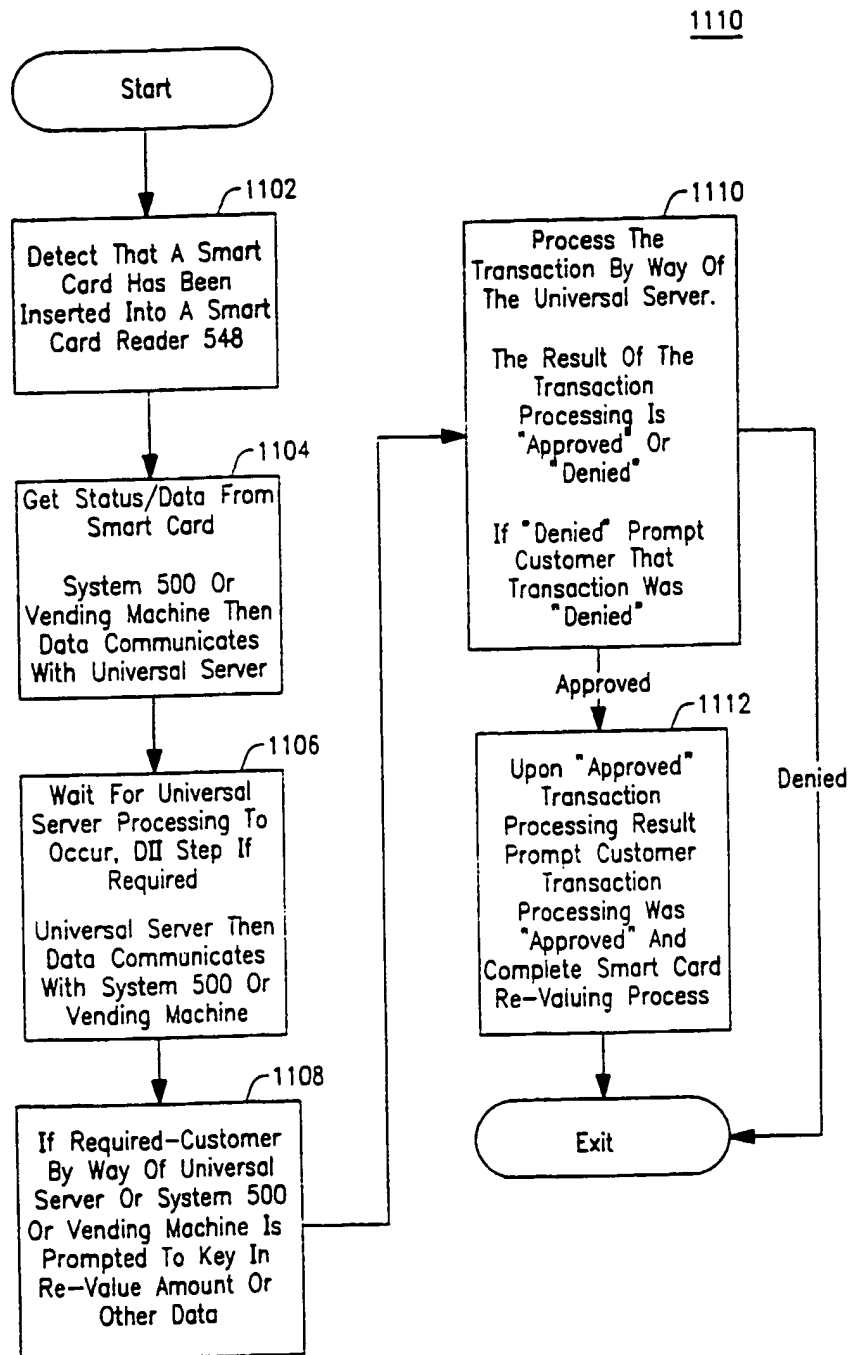 1110
Start
1102
Detect That A Smart
Card Has Been
Inserted Into A Smart
Card Reader 548
1104
Get Status/Data From
Smart Card
System 500 Or
Vending Machine Then
Data Communicates
With Universal Server
1106
Wait For Universal
Server Processing To
Occur, DII Step If
Required
Universal Server Then
Data Communicates
With System 500 Or
Vending Machine
1108
If Required-Customer
By Way Of Universal
Server Or System 500
Or Vending Machine Is
Prompted To Key In
Re-Value Amount Or
Other Data
1110
Process The
Transaction By Way Of
The Universal Server.
The Result Of The
Transaction
Processing Is
"Approved" Or
"Denied"
If "Denied" Prompt
Customer That
Transaction Was
"Denied"
Approved
Denied
1112
Upon "Approved"
Transaction
Processing Result
Prompt Customer
Transaction
Processing Was
"Approved" And
Complete Smart Card
Re-Valuing Process
Exit